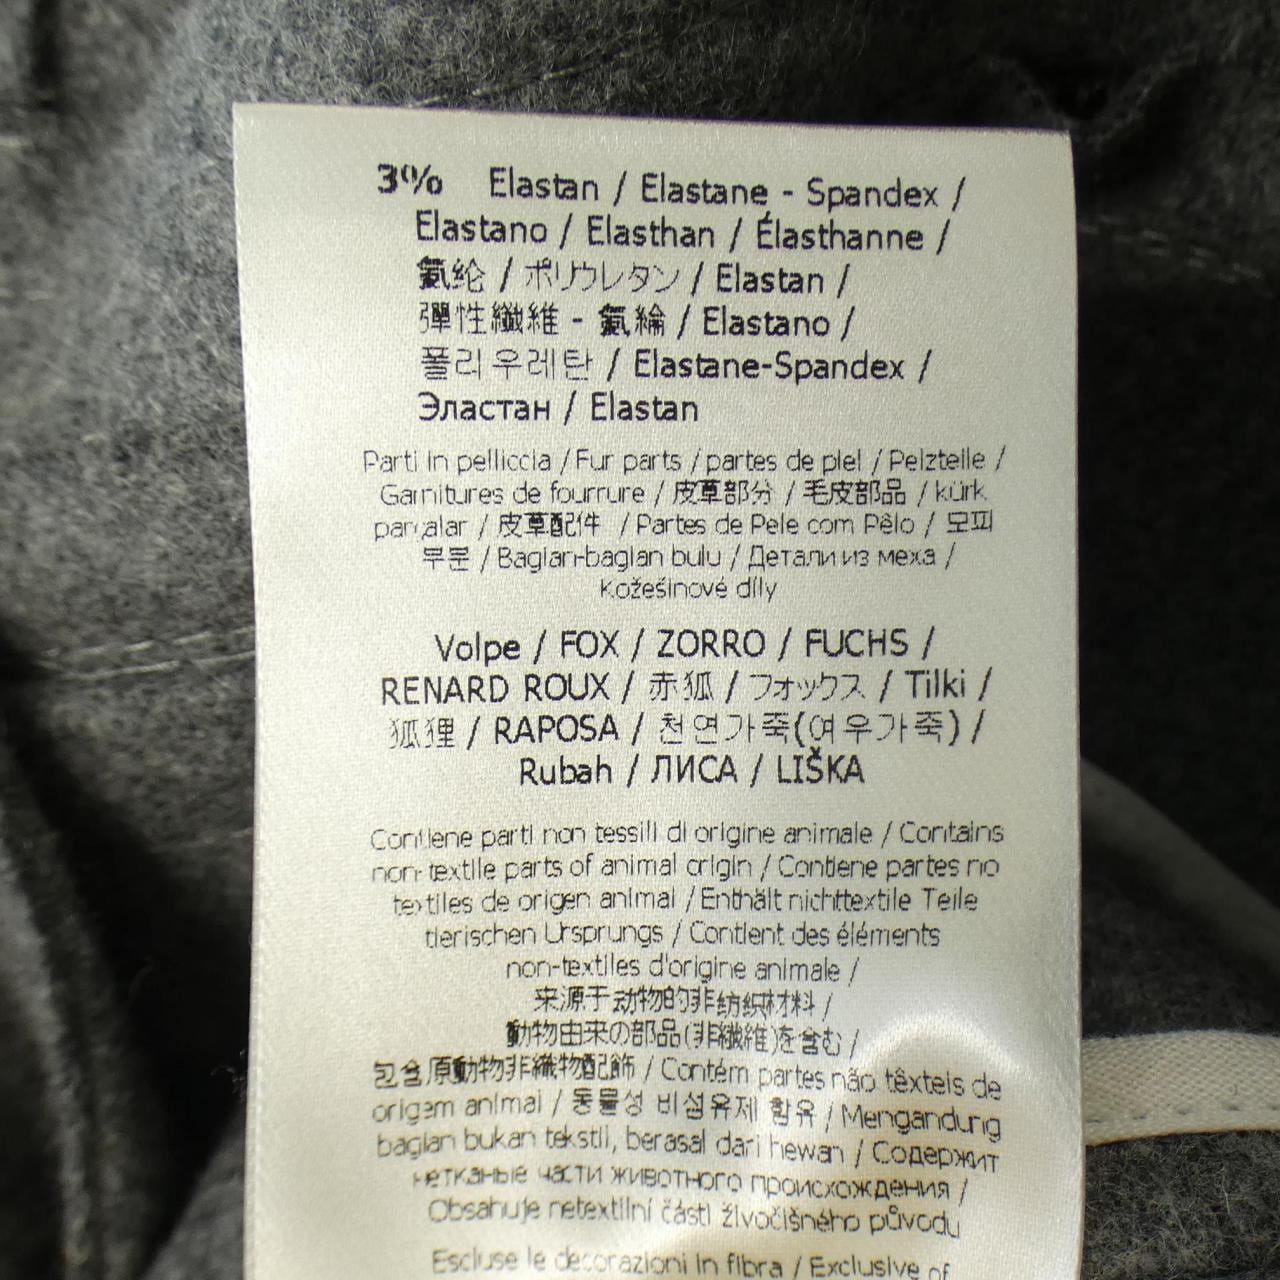 3% Elastan / Elastane - Spandex /
Elastano / Elasthan / Élasthanne /
氨纶 / ポリウレタン / Elastan /
彈性纖維 - 氨綸 / Elastano /
폴리우레탄 / Elastane-Spandex /
Эластан / Elastan
Parti in pelliccia / Fur parts / partes de piel / Pelzteile /
Garnitures de fourrure / 皮草部分 / 毛皮部品 / kürk
parçalar / 皮草配件 / Partes de Pele com Pêlo / 모피
부분 / Bagian-bagian bulu / Детали из меха /
Kožešinové díly
Volpe / FOX / ZORRO / FUCHS /
RENARD ROUX / 赤狐 / フォックス / Tilki /
狐狸 / RAPOSA / 천연가죽(여우가죽) /
Rubah / ЛИСА / LIŠKA
Contiene parti non tessili di origine animale / Contains
non-textile parts of animal origin / Contiene partes no
textiles de origen animal / Enthält nichttextile Teile
tierischen Ursprungs / Contient des éléments
non-textiles d'origine animale /
来源于动物的非纺织材料 /
動物由来の部品(非繊維)を含む /
包含原動物非織物配飾 / Contém partes não têxteis de
origem animal / 동물성 비섬유제 함유 / Mengandung
bagian bukan tekstil, berasal dari hewan / Содержит
нетканые части животного происхождения /
Obsahuje netextilní části živočišného původu
Escluse le decorazioni in fibra / Exclusive of